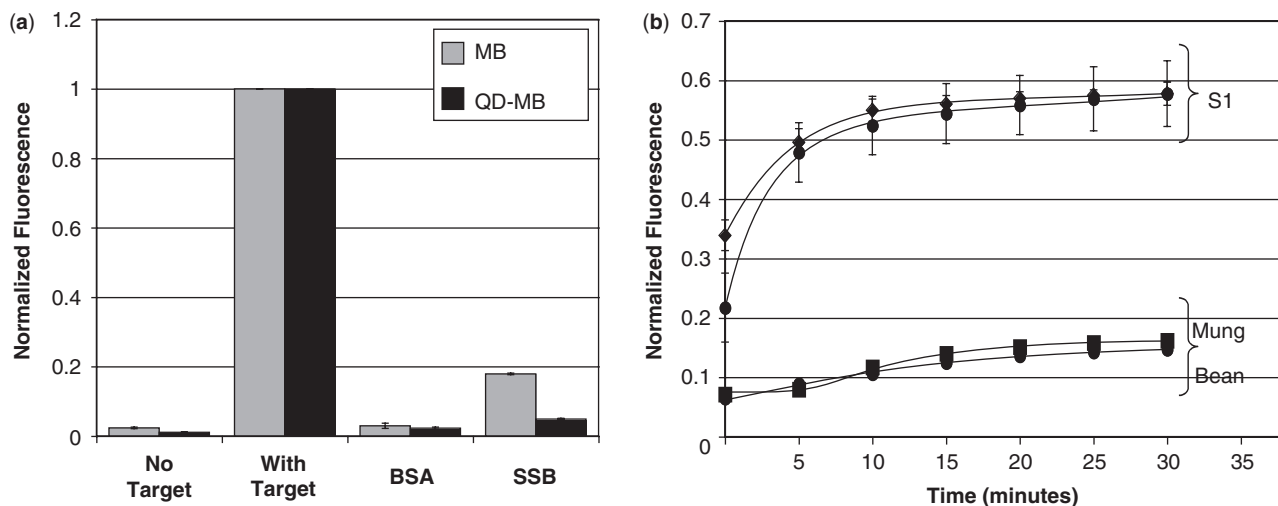 (a)
Normalized Fluorescence
1.2
1
0.8
0.6
0.4
0.2
0
MB
QD-MB
No Target
With Target
BSA
SSB
(b)
Normalized Fluorescence
0.7
0.6
0.5
0.4
0.3
0.2
0.1
0
S1
Mung
Bean
5 10 15 20 25 30 35
Time (minutes)